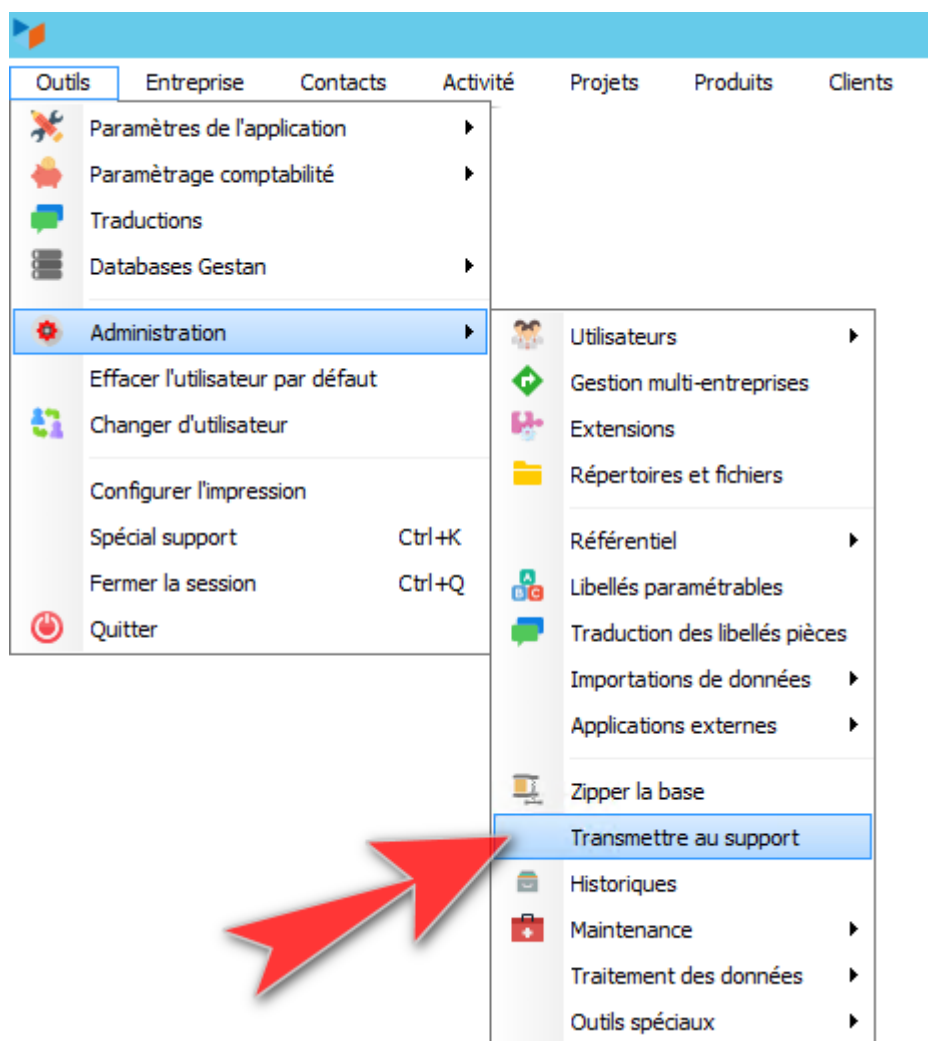 Outils Entreprise Contacts Activité Projets Produits Clients
Paramètres de l'application
Paramètrage comptabilité
Traductions
Databases Gestan
Administration
Effacer l'utilisateur par défaut
Changer d'utilisateur
Configurer l'impression
Spécial support Ctrl+K
Fermer la session Ctrl+Q
Quitter
Utilisateurs
Gestion multi-entreprises
Extensions
Répertoires et fichiers
Référentiel
Libellés paramétrables
Traduction des libellés pièces
Importations de données
Applications externes
Zipper la base
Transmettre au support
Historiques
Maintenance
Traitement des données
Outils spéciaux